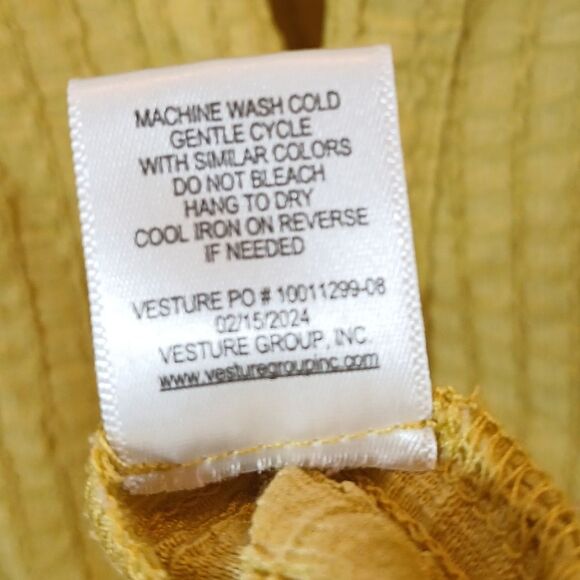 MACHINE WASH COLD
GENTLE CYCLE
WITH SIMILAR COLORS
DO NOT BLEACH
HANG TO DRY
COOL IRON ON REVERSE
IF NEEDED
VESTURE PO # 10011299-08
02/15/2024
VESTURE GROUP, INC.
www.vesturegroupinc.com